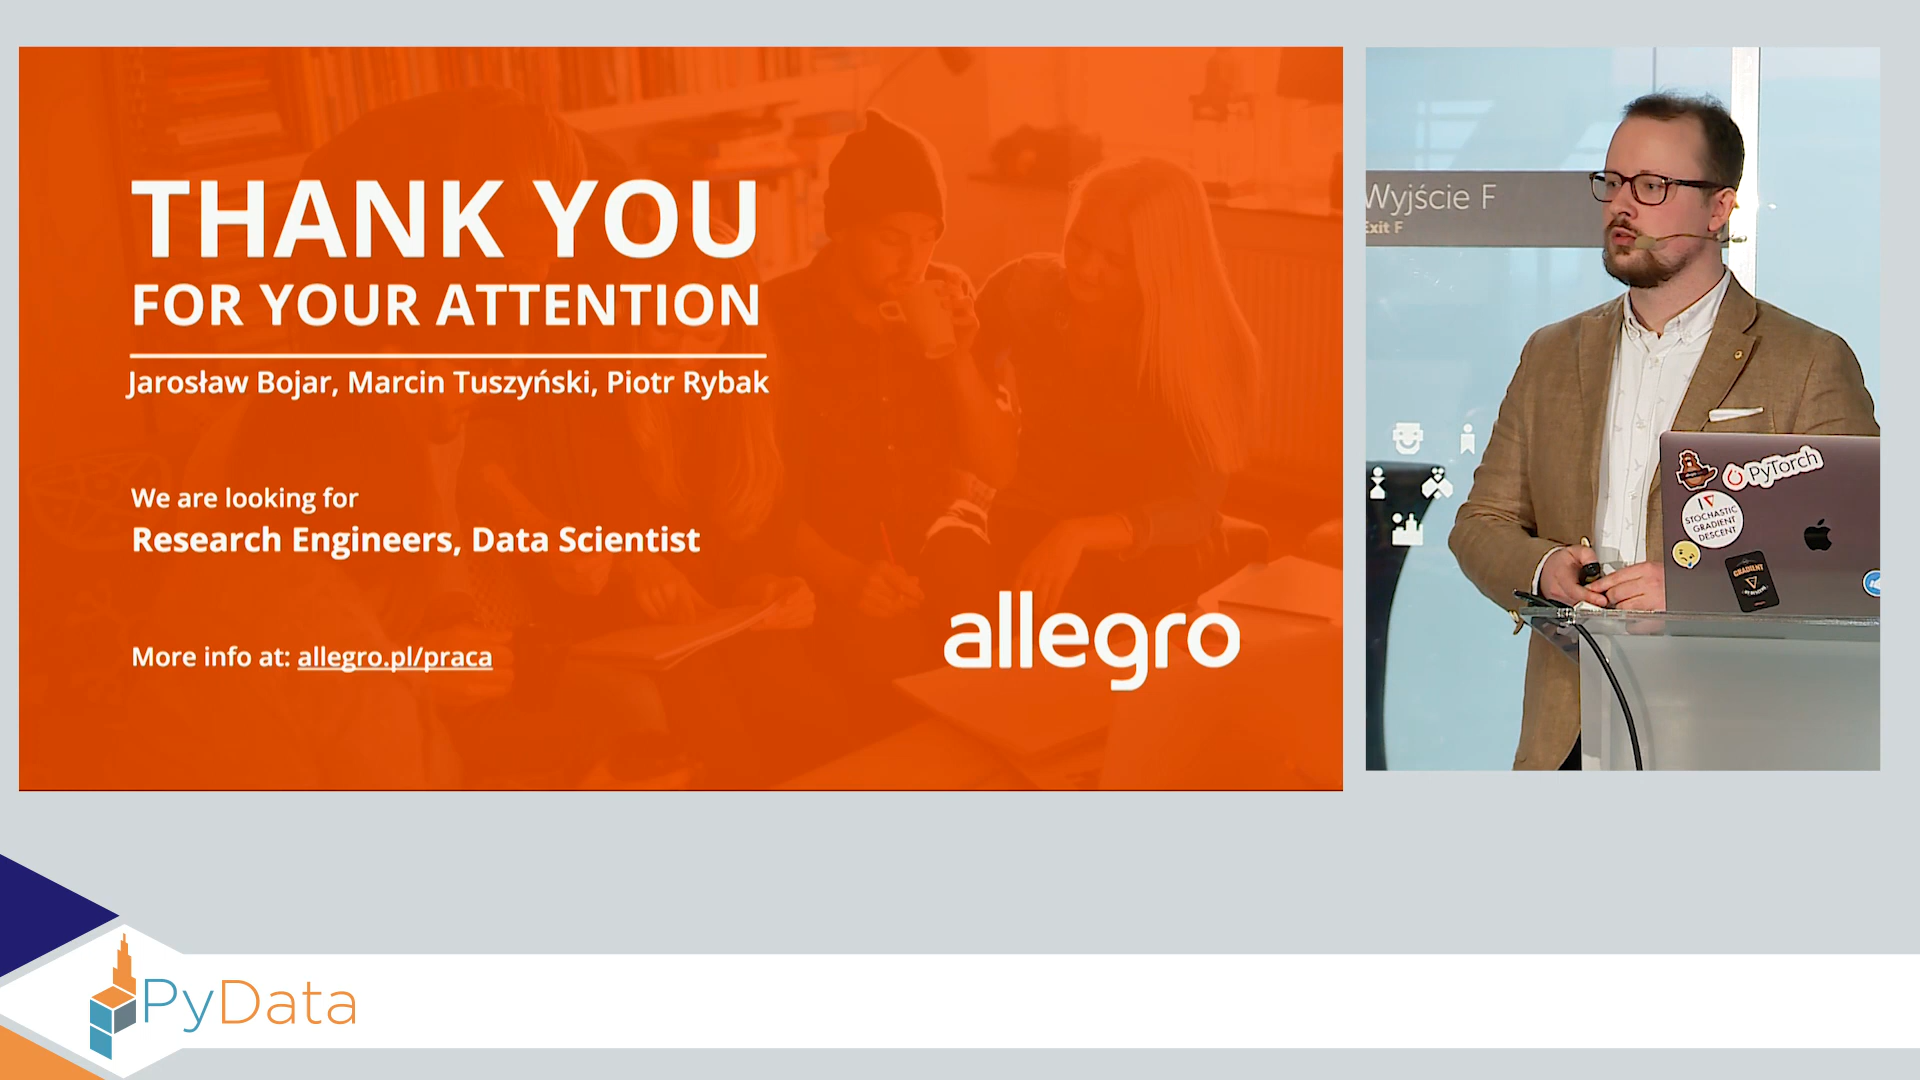 THANK YOU
FOR YOUR ATTENTION
Jarosław Bojar, Marcin Tuszyński, Piotr Rybak
We are looking for
Research Engineers, Data Scientist
More info at: allegro.pl/praca
allegro
Wyjście F
Exit F
PyTorch
I
STOCHASTIC
GRADIENT
DESCENT
GRADIENT
PyData